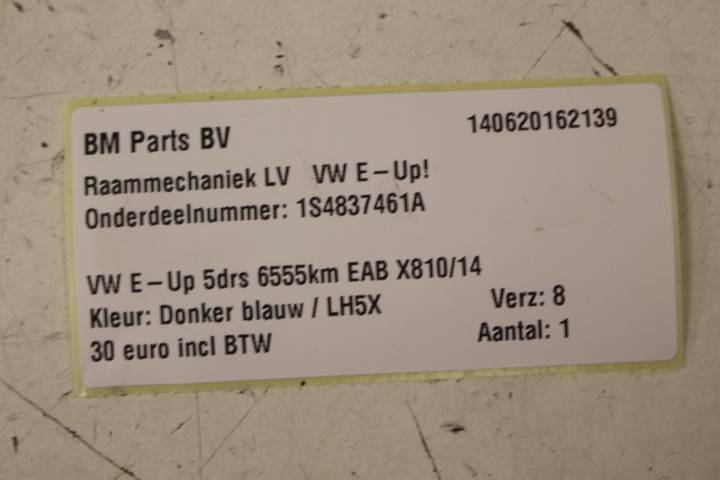 BM Parts BV 140620162139
Raammechaniek LV VW E-Up!
Onderdeelnummer: 1S4837461A
VW E-Up 5drs 6555km EAB X810/14
Kleur: Donker blauw / LH5X Verz: 8
30 euro incl BTW Aantal: 1